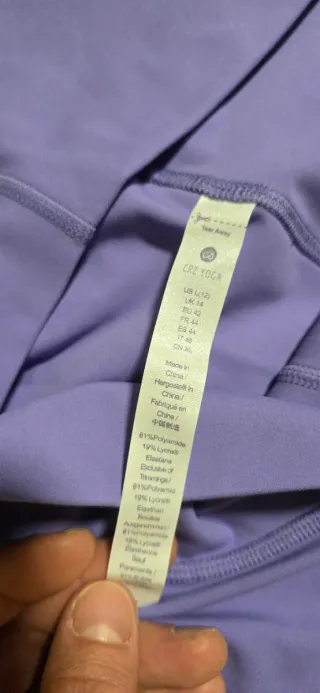 Tear Away
CRZ YOGA
US L(12)
UK 14
EU 42
FR 44
ES 44
IT 46
CN XL
Made in
China /
Hergestellt in
China /
Fabriqué en
China /
中国制造
81%Polyamide
19% Lycra®
Elastane
Exclusive of
Trimmings /
81%Polyamid
19% Lycra®
Elasthan
Besatz
Ausgenommen /
81%Polyamide
19% Lycra®
Élasthanne
Sauf
Parements /